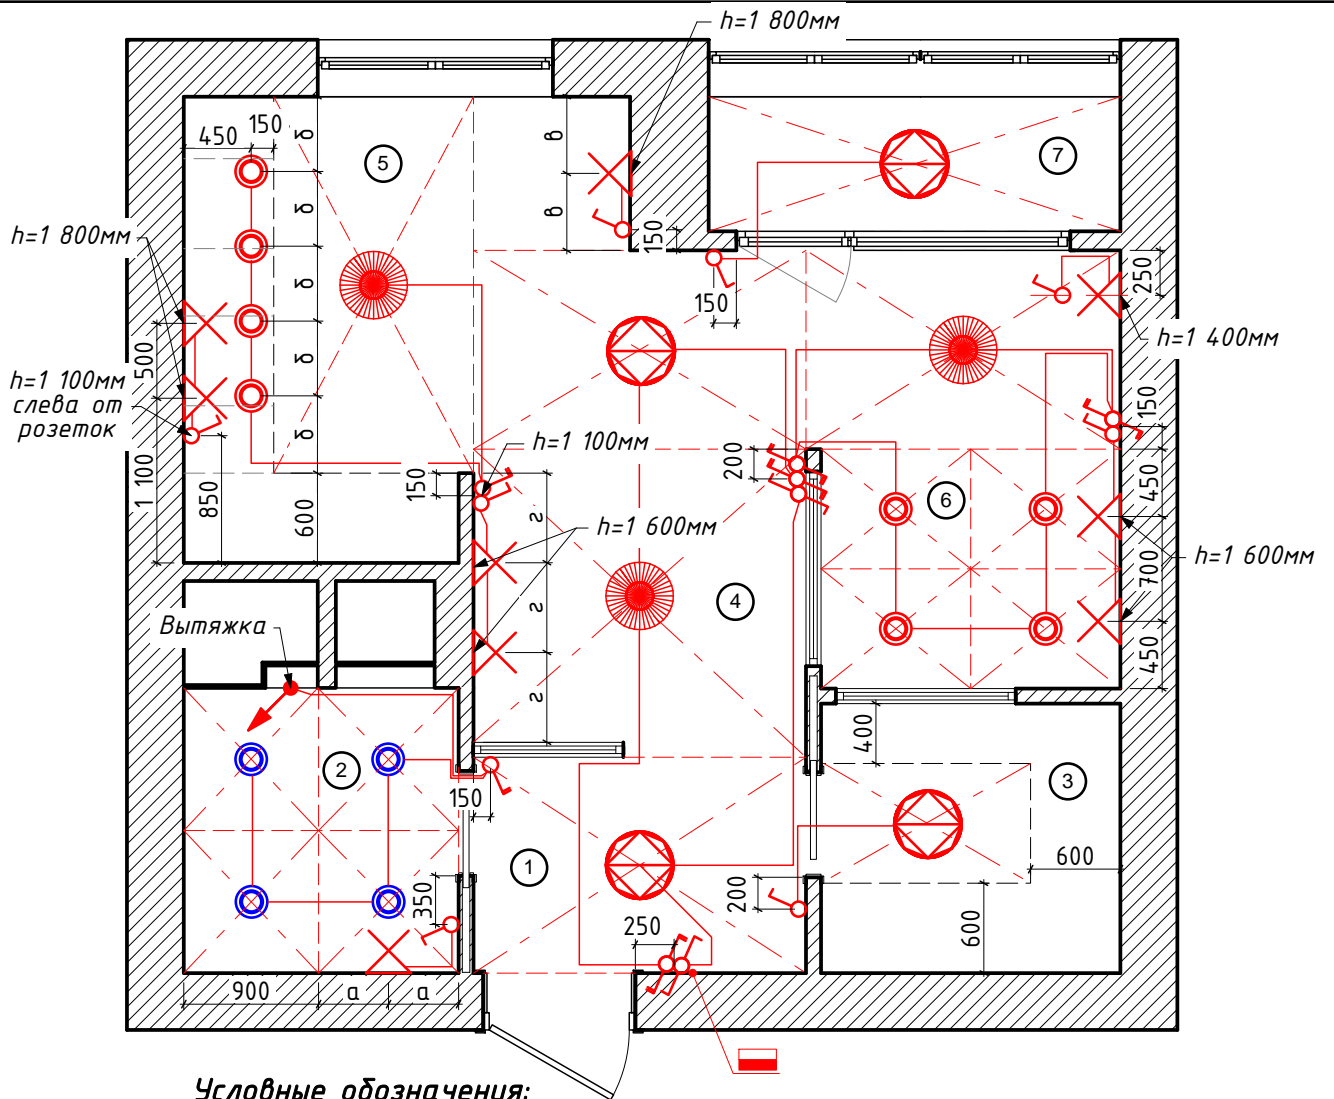 h=1 800мм
450
150
б
в
5
7
б
в
150
h=1 800мм
б
250
150
h=1 400мм
500
h=1 100мм
слева от
розеток
б
150
б
h=1 100мм
200
150
450
1 100
850
600
г
6
h=1 600мм
h=1 600мм
700
г
4
Вытяжка
450
г
400
2
3
150
1
600
350
200
250
600
900
а
а
Условные обозначения: